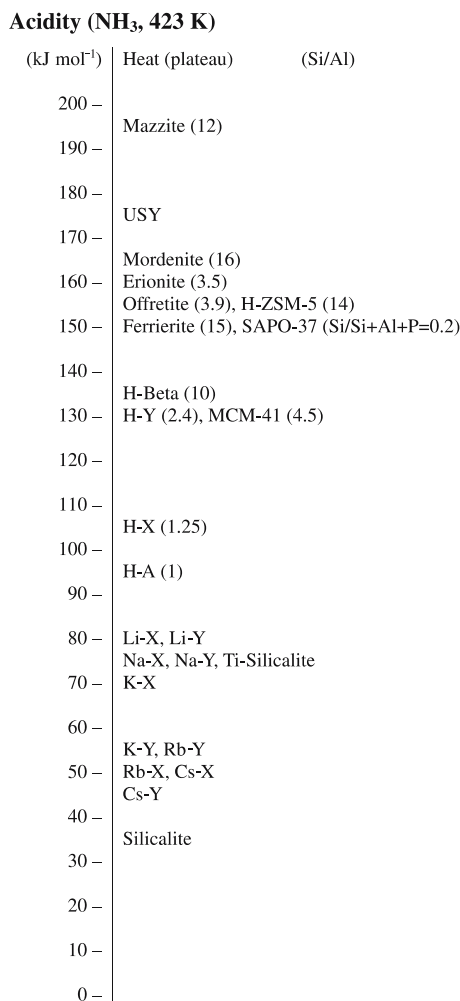 Acidity (NH₃, 423 K)
(kJ mol⁻¹) Heat (plateau) (Si/Al)
200 –
Mazzite (12)
190 –
180 –
USY
170 –
Mordenite (16)
160 – Erionite (3.5)
Offretite (3.9), H-ZSM-5 (14)
150 – Ferrierite (15), SAPO-37 (Si/Si+Al+P=0.2)
140 –
H-Beta (10)
130 – H-Y (2.4), MCM-41 (4.5)
120 –
110 –
H-X (1.25)
100 –
H-A (1)
90 –
80 – Li-X, Li-Y
Na-X, Na-Y, Ti-Silicalite
70 – K-X
60 –
K-Y, Rb-Y
50 – Rb-X, Cs-X
Cs-Y
40 –
Silicalite
30 –
20 –
10 –
0 –